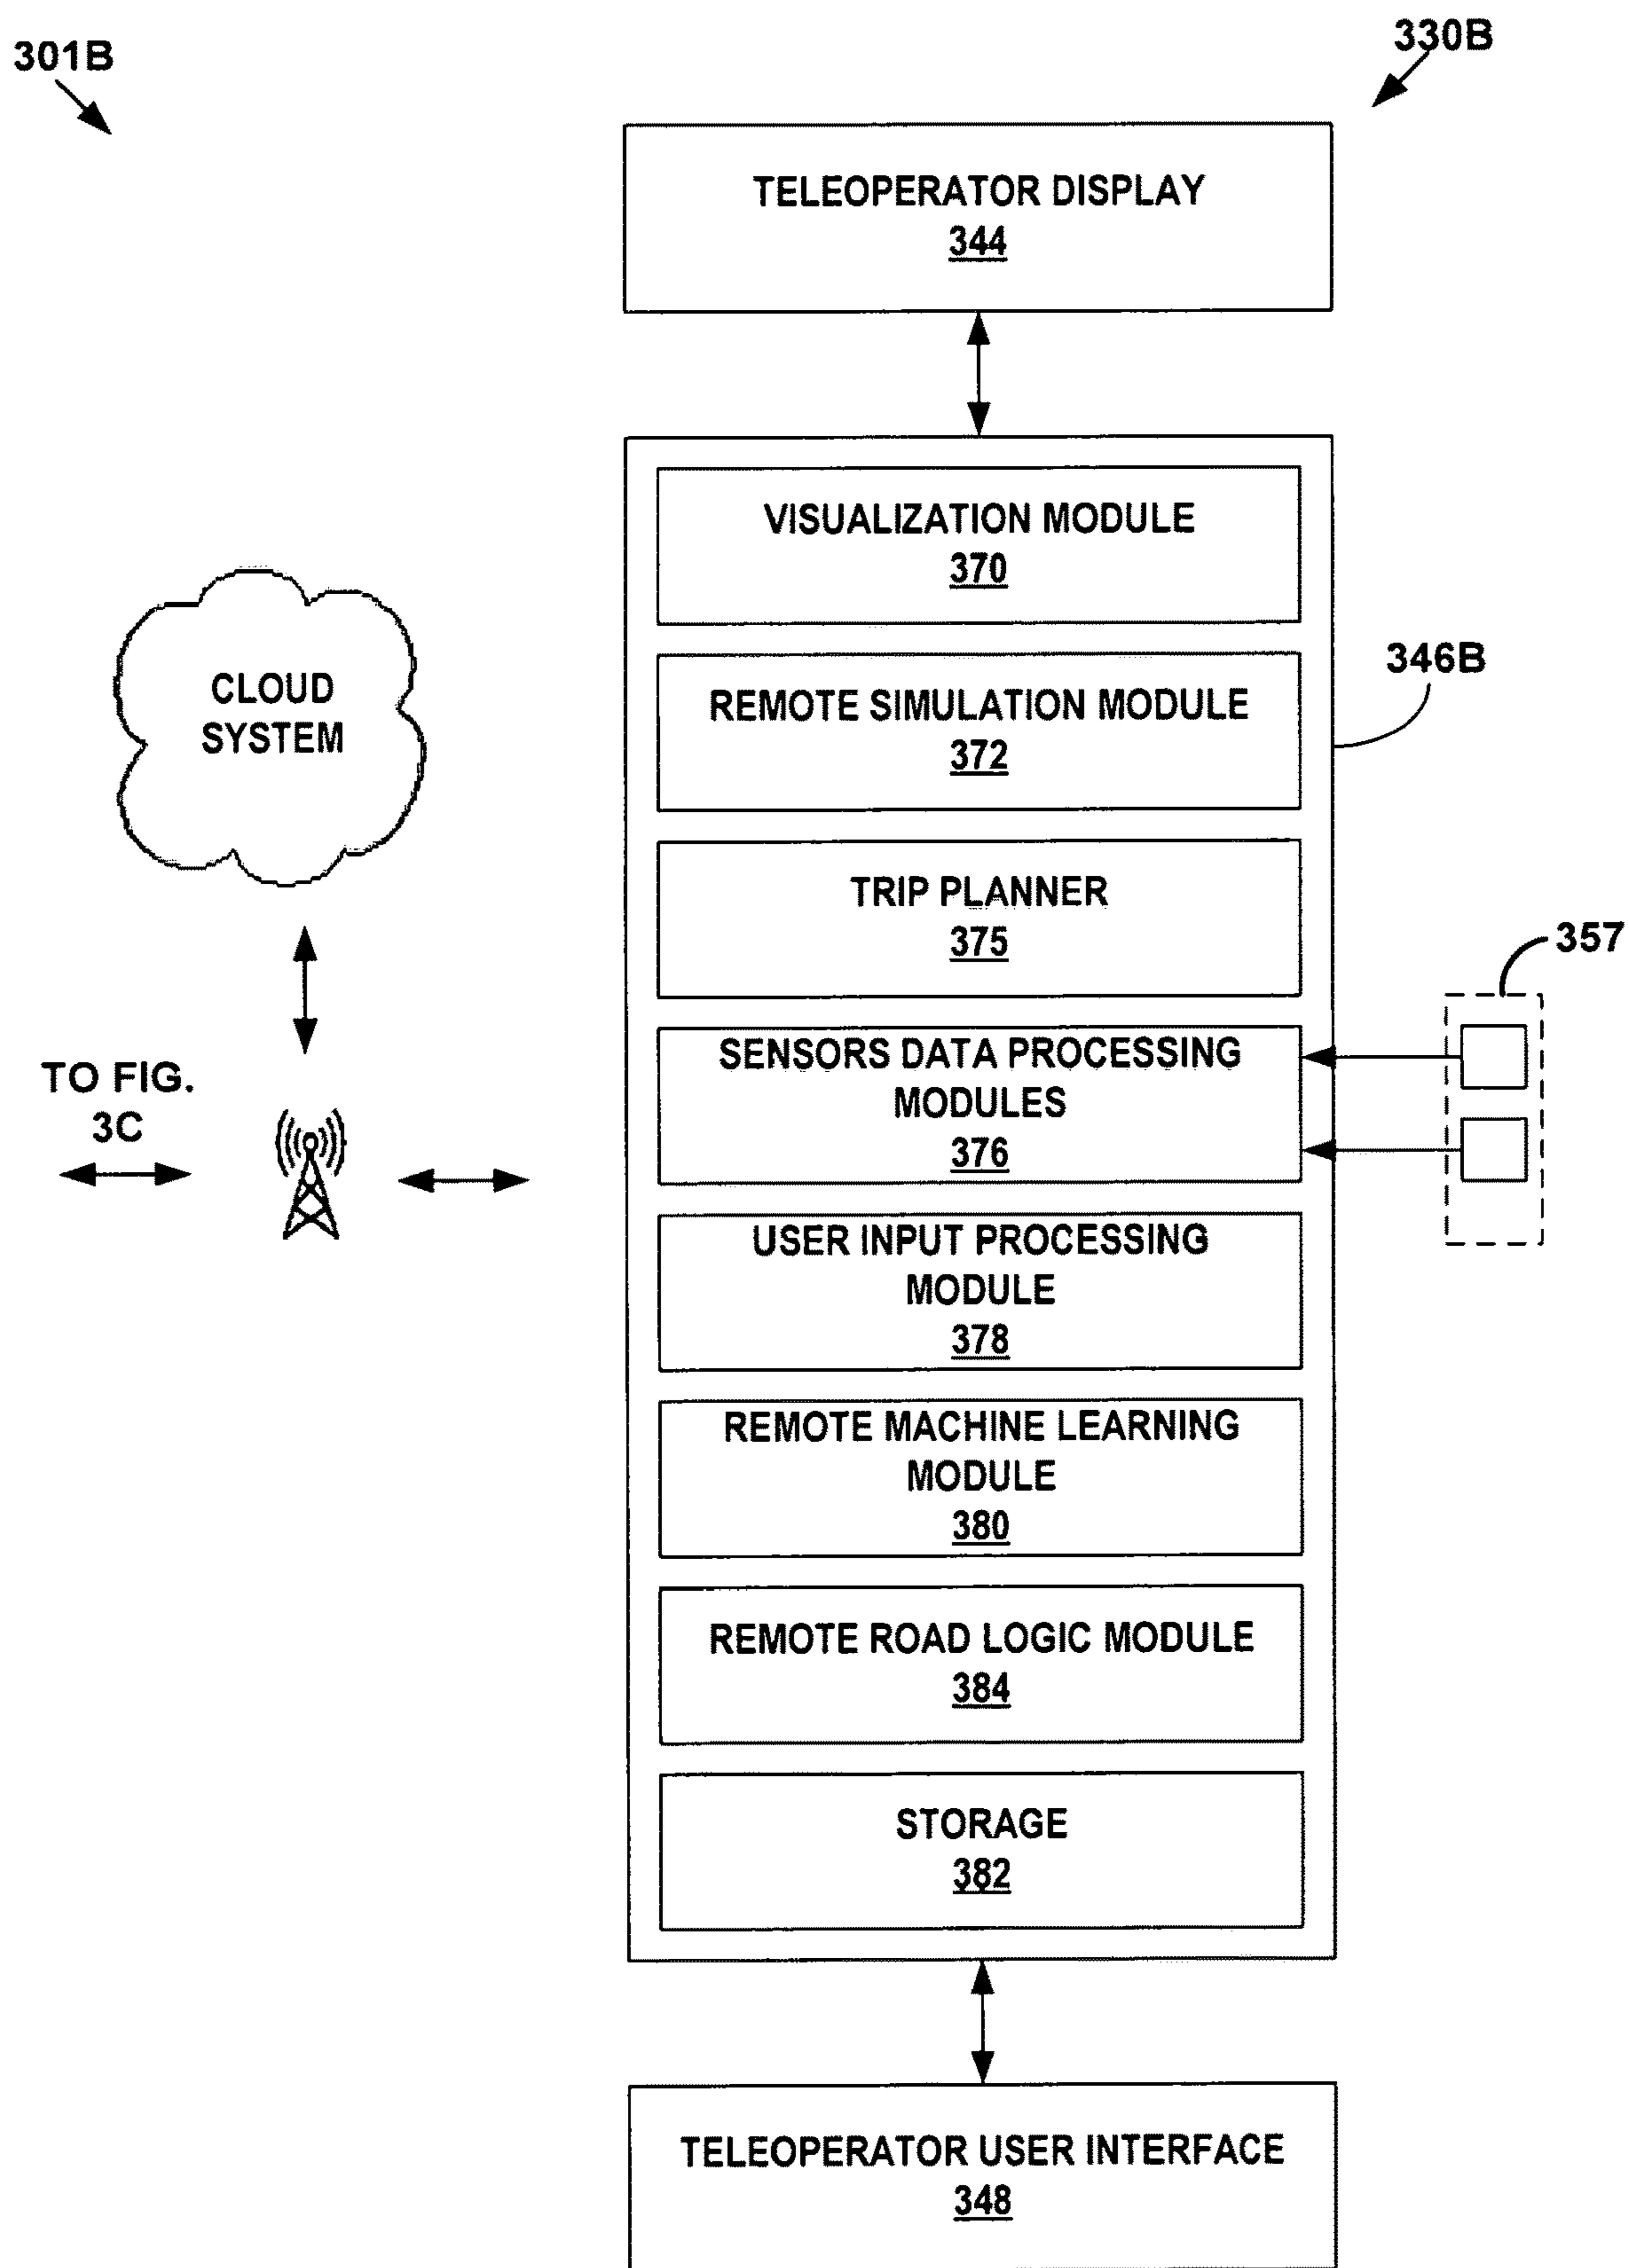 301B
330B
TELEOPERATOR DISPLAY
344
VISUALIZATION MODULE
370
CLOUD
SYSTEM
REMOTE SIMULATION MODULE
372
346B
TRIP PLANNER
375
357
TO FIG.
3C
SENSORS DATA PROCESSING
MODULES
376
USER INPUT PROCESSING
MODULE
378
REMOTE MACHINE LEARNING
MODULE
380
REMOTE ROAD LOGIC MODULE
384
STORAGE
382
TELEOPERATOR USER INTERFACE
348